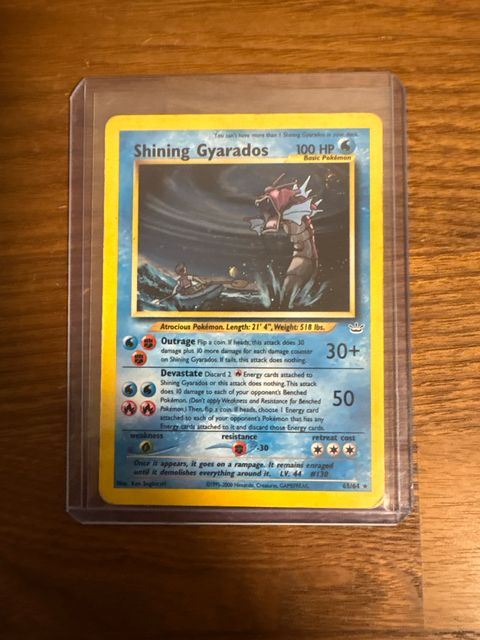 You can't have more than 1 Shining Gyarados in your deck.
Shining Gyarados 100 HP
Basic Pokémon
Atrocious Pokémon. Length: 21' 4", Weight: 518 lbs.
Outrage Flip a coin. If heads, this attack does 30
damage plus 10 more damage for each damage counter
on Shining Gyarados. If tails, this attack does nothing.
30+
Devastate Discard 2 Energy cards attached to
Shining Gyarados or this attack does nothing. This attack
does 10 damage to each of your opponent's Benched
Pokémon. (Don't apply Weakness and Resistance for Benched
Pokémon.) Then, flip a coin. If heads, choose 1 Energy card
attached to each of your opponent's Pokémon that has any
Energy cards attached to it and discard those Energy cards.
50
weakness resistance retreat cost
-30
Once it appears, it goes on a rampage. It remains enraged
until it demolishes everything around it. LV. 44 #130
Illus. Ken Sugimori ©1995-2000 Nintendo, Creatures, GAMEFREAK. 65/64